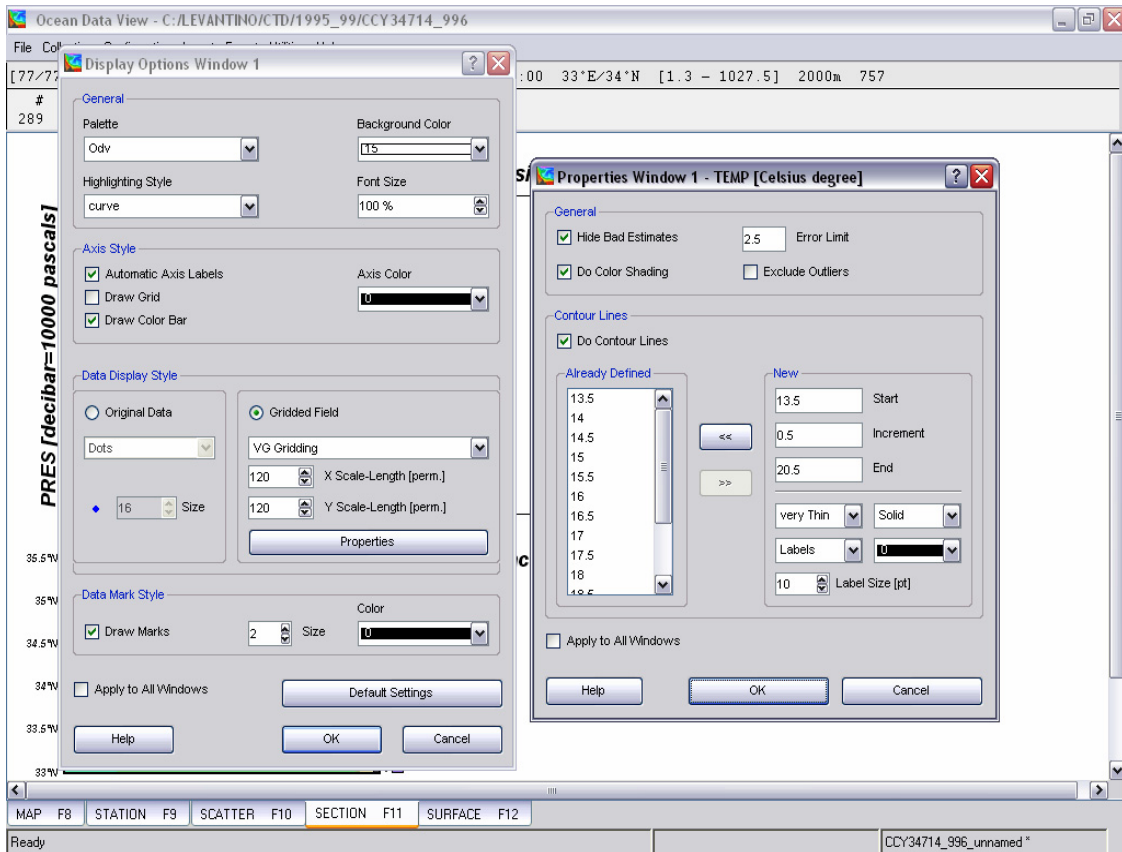 Ocean Data View - C:/LEVANTINO/CTD/1995_99/CCY34714_996
File
[77/77
:00 33°E/34°N [1.3 – 1027.5] 2000m 757
#
289
Display Options Window 1
General
Palette
Background Color
Odv
15
Highlighting Style
Font Size
curve
100 %
Axis Style
Automatic Axis Labels
Axis Color
Draw Grid
0
Draw Color Bar
Data Display Style
Original Data
Gridded Field
Dots
VG Gridding
120 X Scale-Length [perm.]
16 Size
120 Y Scale-Length [perm.]
Properties
Data Mark Style
Color
Draw Marks
2 Size
0
Apply to All Windows
Default Settings
Help
OK
Cancel
PRES [decibar=10000 pascals]
35.5°N
35°N
34.5°N
34°N
33.5°N
33°N
Properties Window 1 - TEMP [Celsius degree]
General
Hide Bad Estimates
2.5 Error Limit
Do Color Shading
Exclude Outliers
Contour Lines
Do Contour Lines
Already Defined
13.5
14
14.5
15
15.5
16
16.5
17
17.5
18
18.5
<<
>>
New
13.5 Start
0.5 Increment
20.5 End
very Thin
Solid
Labels
0
10 Label Size [pt]
Apply to All Windows
Help
OK
Cancel
MAP F8 STATION F9 SCATTER F10 SECTION F11 SURFACE F12
Ready
CCY34714_996_unnamed *